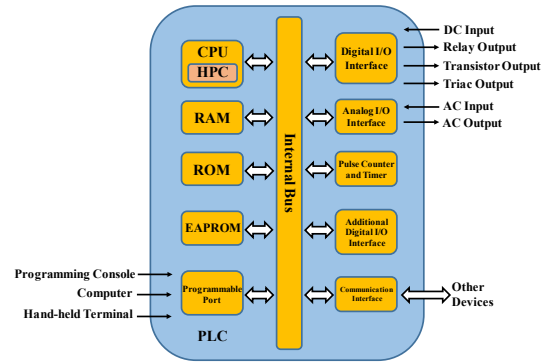 CPU
HPC
RAM
ROM
EAPROM
Programmable
Port
PLC
Internal Bus
Digital I/O
Interface
Analog I/O
Interface
Pulse Counter
and Timer
Additional
Digital I/O
Interface
Communication
Interface
DC Input
Relay Output
Transistor Output
Triac Output
AC Input
AC Output
Other
Devices
Programming Console
Computer
Hand-held Terminal